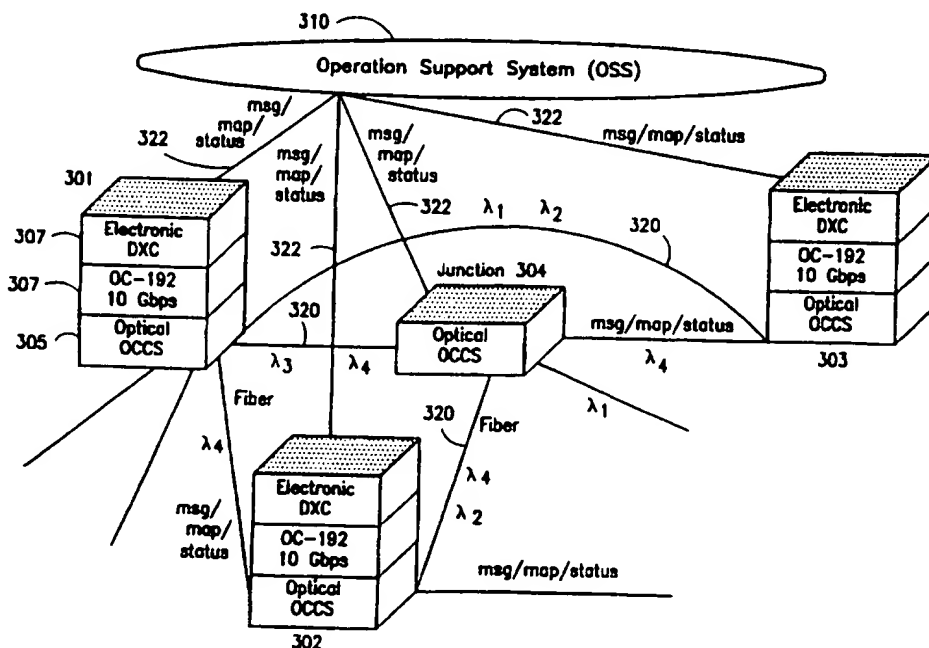 310
Operation Support System (OSS)
msg/
map/
status
322
msg/
map/
status
msg/
map/
status
322
msg/map/status
322
322
301
307
Electronic
DXC
307
OC-192
10 Gbps
305
Optical
OCCS
λ1 λ2
320
Electronic
DXC
OC-192
10 Gbps
Optical
OCCS
303
Junction 304
Optical
OCCS
320
λ3 λ4
msg/map/status
λ4
λ1
Fiber
λ4
msg/
map/
status
320
Fiber
λ4
λ2
Electronic
DXC
OC-192
10 Gbps
Optical
OCCS
302
msg/map/status